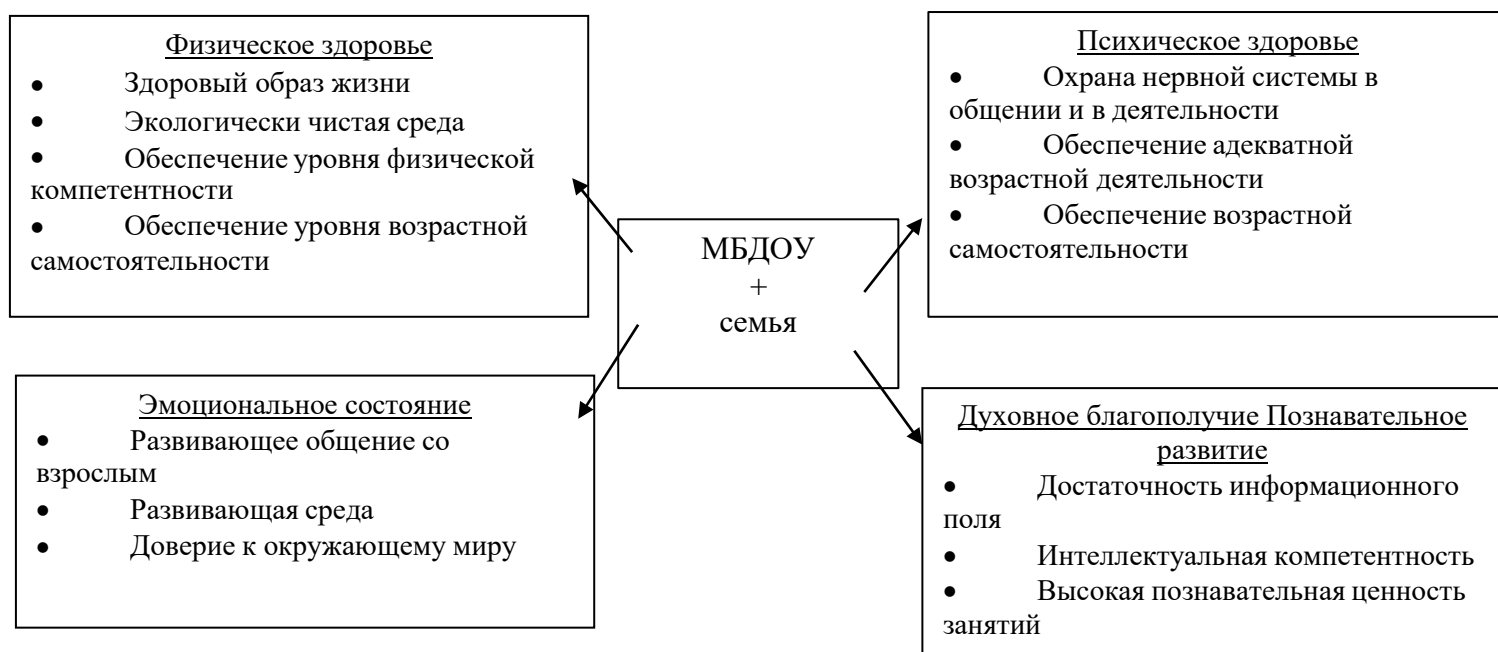 Физическое здоровье
● Здоровый образ жизни
● Экологически чистая среда
● Обеспечение уровня физической
компетентности
● Обеспечение уровня возрастной
самостоятельности
Психическое здоровье
● Охрана нервной системы в
общении и в деятельности
● Обеспечение адекватной
возрастной деятельности
● Обеспечение возрастной
самостоятельности
МБДОУ
+
семья
Эмоциональное состояние
● Развивающее общение со
взрослым
● Развивающая среда
● Доверие к окружающему миру
Духовное благополучие Познавательное
развитие
● Достаточность информационного
поля
● Интеллектуальная компетентность
● Высокая познавательная ценность
занятий